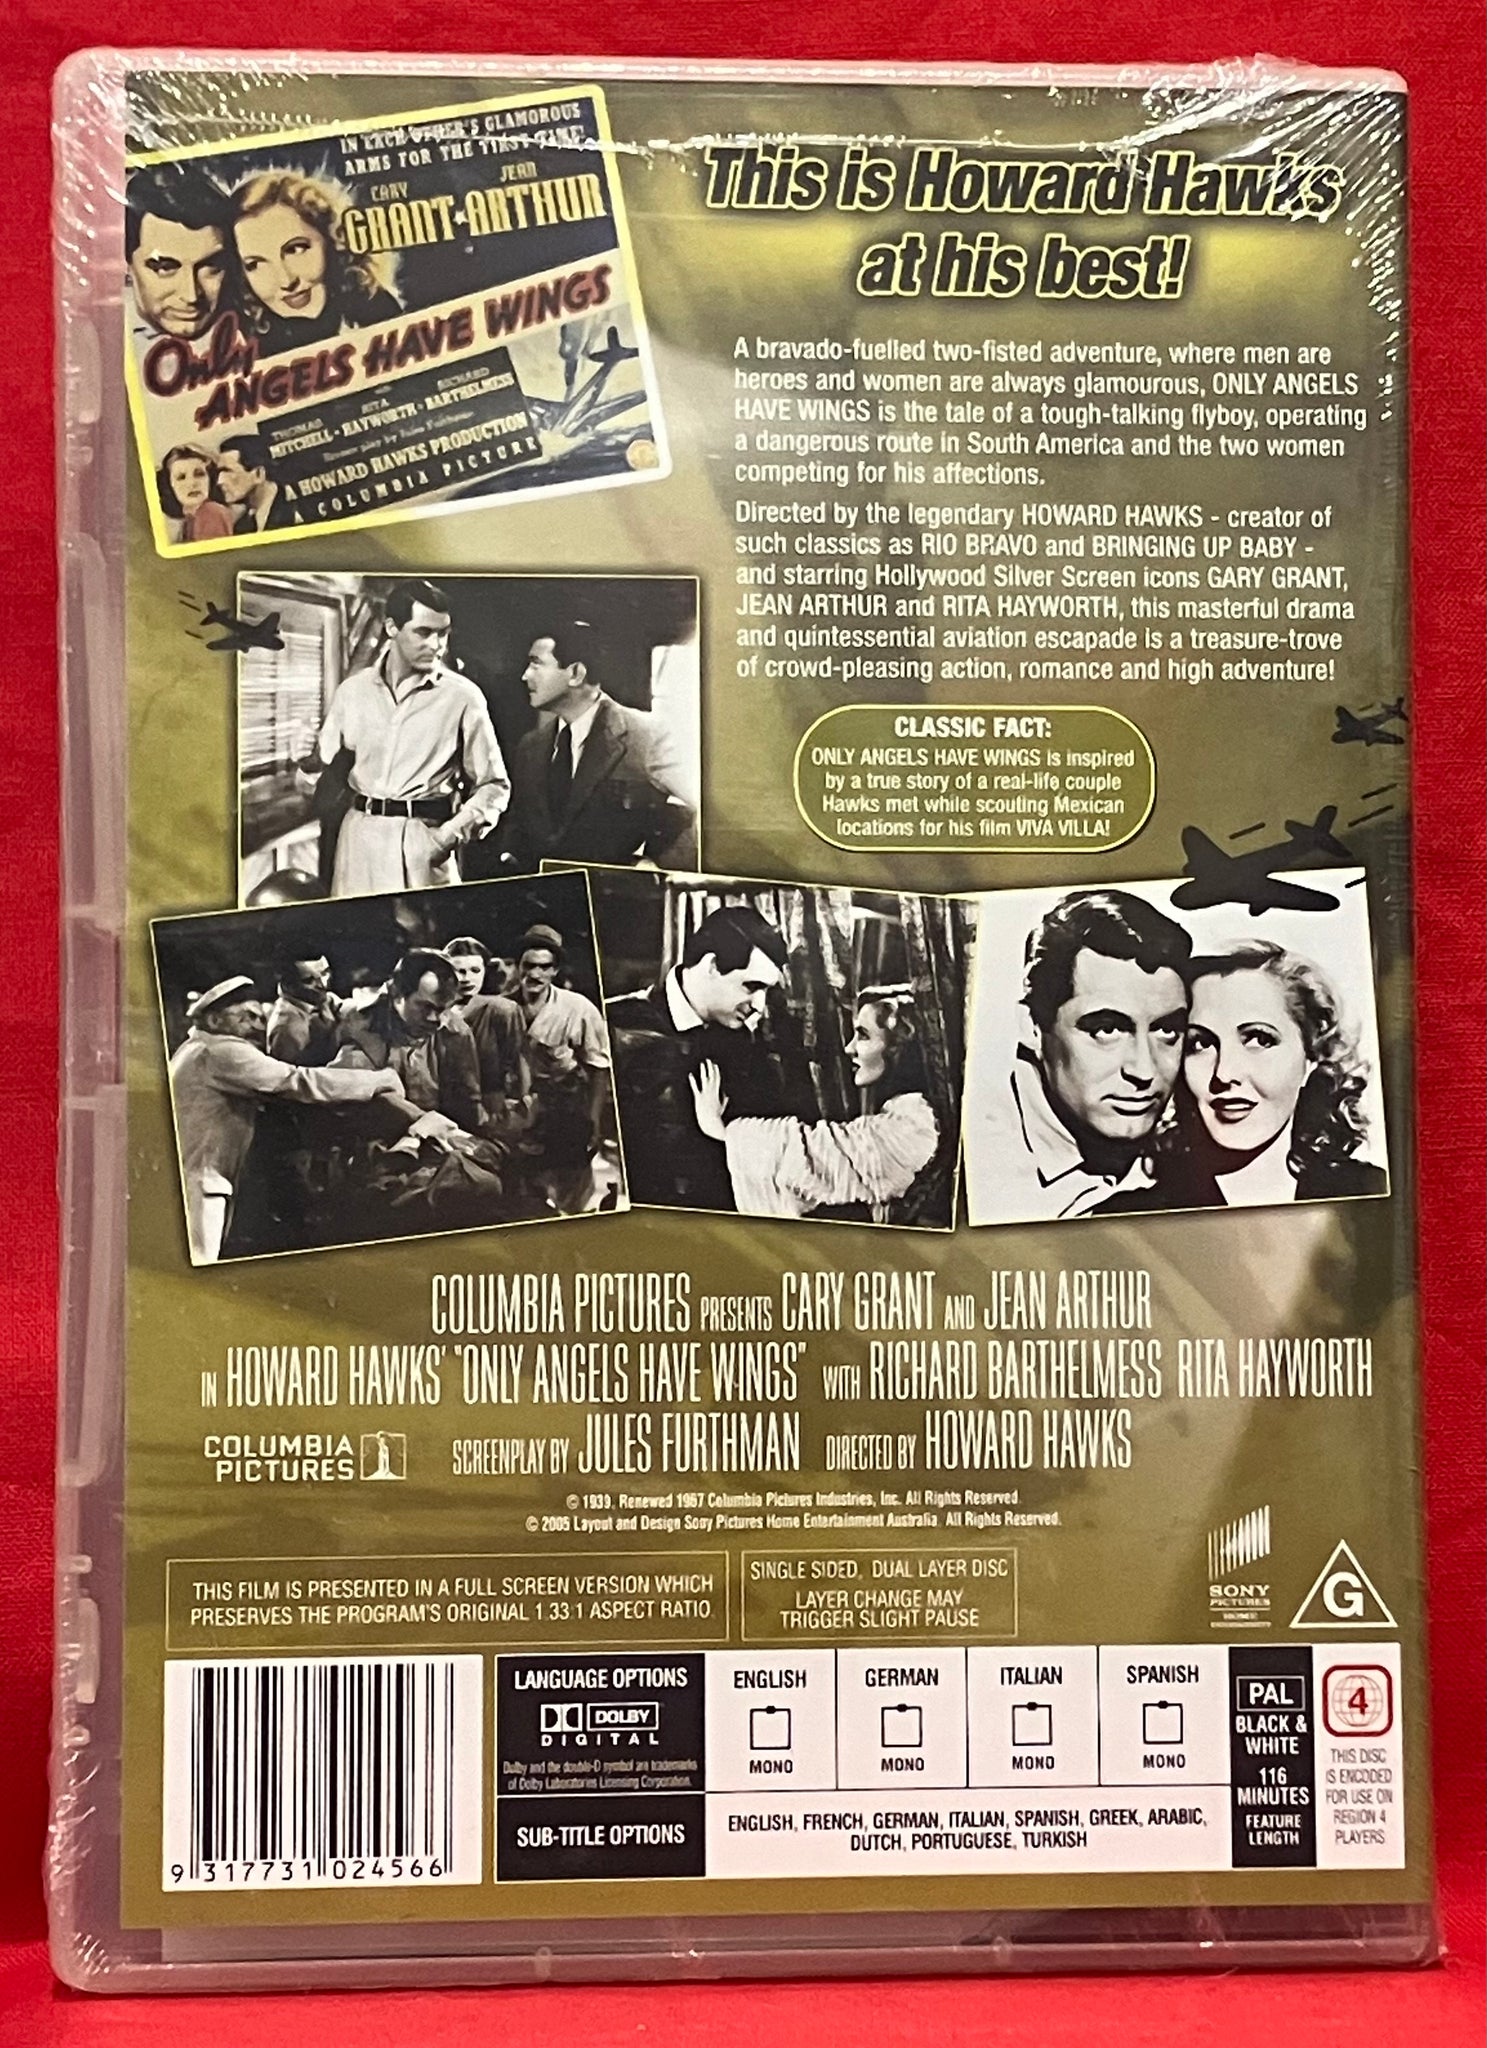 IN EACH OTHER'S GLAMOROUS
ARMS FOR THE FIRST TIME!
CARY JEAN
GRANT ★ ARTHUR
Only
ANGELS HAVE WINGS
THOMAS RITA RICHARD
MITCHELL - HAYWORTH - BARTHELMESS
A HOWARD HAWKS PRODUCTION
A COLUMBIA PICTURE
This is Howard Hawks
at his best!
A bravado-fuelled two-fisted adventure, where men are
heroes and women are always glamourous, ONLY ANGELS
HAVE WINGS is the tale of a tough-talking flyboy, operating
a dangerous route in South America and the two women
competing for his affections.
Directed by the legendary HOWARD HAWKS - creator of
such classics as RIO BRAVO and BRINGING UP BABY -
and starring Hollywood Silver Screen icons GARY GRANT,
JEAN ARTHUR and RITA HAYWORTH, this masterful drama
and quintessential aviation escapade is a treasure-trove
of crowd-pleasing action, romance and high adventure!
CLASSIC FACT:
ONLY ANGELS HAVE WINGS is inspired
by a true story of a real-life couple
Hawks met while scouting Mexican
locations for his film VIVA VILLA!
COLUMBIA PICTURES PRESENTS CARY GRANT AND JEAN ARTHUR
IN HOWARD HAWKS' "ONLY ANGELS HAVE WINGS" WITH RICHARD BARTHELMESS RITA HAYWORTH
SCREENPLAY BY JULES FURTHMAN DIRECTED BY HOWARD HAWKS
COLUMBIA
PICTURES
© 1939, Renewed 1967 Columbia Pictures Industries, Inc. All Rights Reserved.
© 2005 Layout and Design Sony Pictures Home Entertainment Australia. All Rights Reserved.
THIS FILM IS PRESENTED IN A FULL SCREEN VERSION WHICH
PRESERVES THE PROGRAM'S ORIGINAL 1.33:1 ASPECT RATIO.
SINGLE SIDED, DUAL LAYER DISC
LAYER CHANGE MAY
TRIGGER SLIGHT PAUSE
SONY
PICTURES
HOME
ENTERTAINMENT
G
9 317731 024566
LANGUAGE OPTIONS
DOLBY
DIGITAL
Dolby and the double-D symbol are trademarks
of Dolby Laboratories Licensing Corporation.
ENGLISH
MONO
GERMAN
MONO
ITALIAN
MONO
SPANISH
MONO
SUB-TITLE OPTIONS
ENGLISH, FRENCH, GERMAN, ITALIAN, SPANISH, GREEK, ARABIC,
DUTCH, PORTUGUESE, TURKISH
PAL
BLACK &
WHITE
116
MINUTES
FEATURE
LENGTH
4
THIS DISC
IS ENCODED
FOR USE ON
REGION 4
PLAYERS